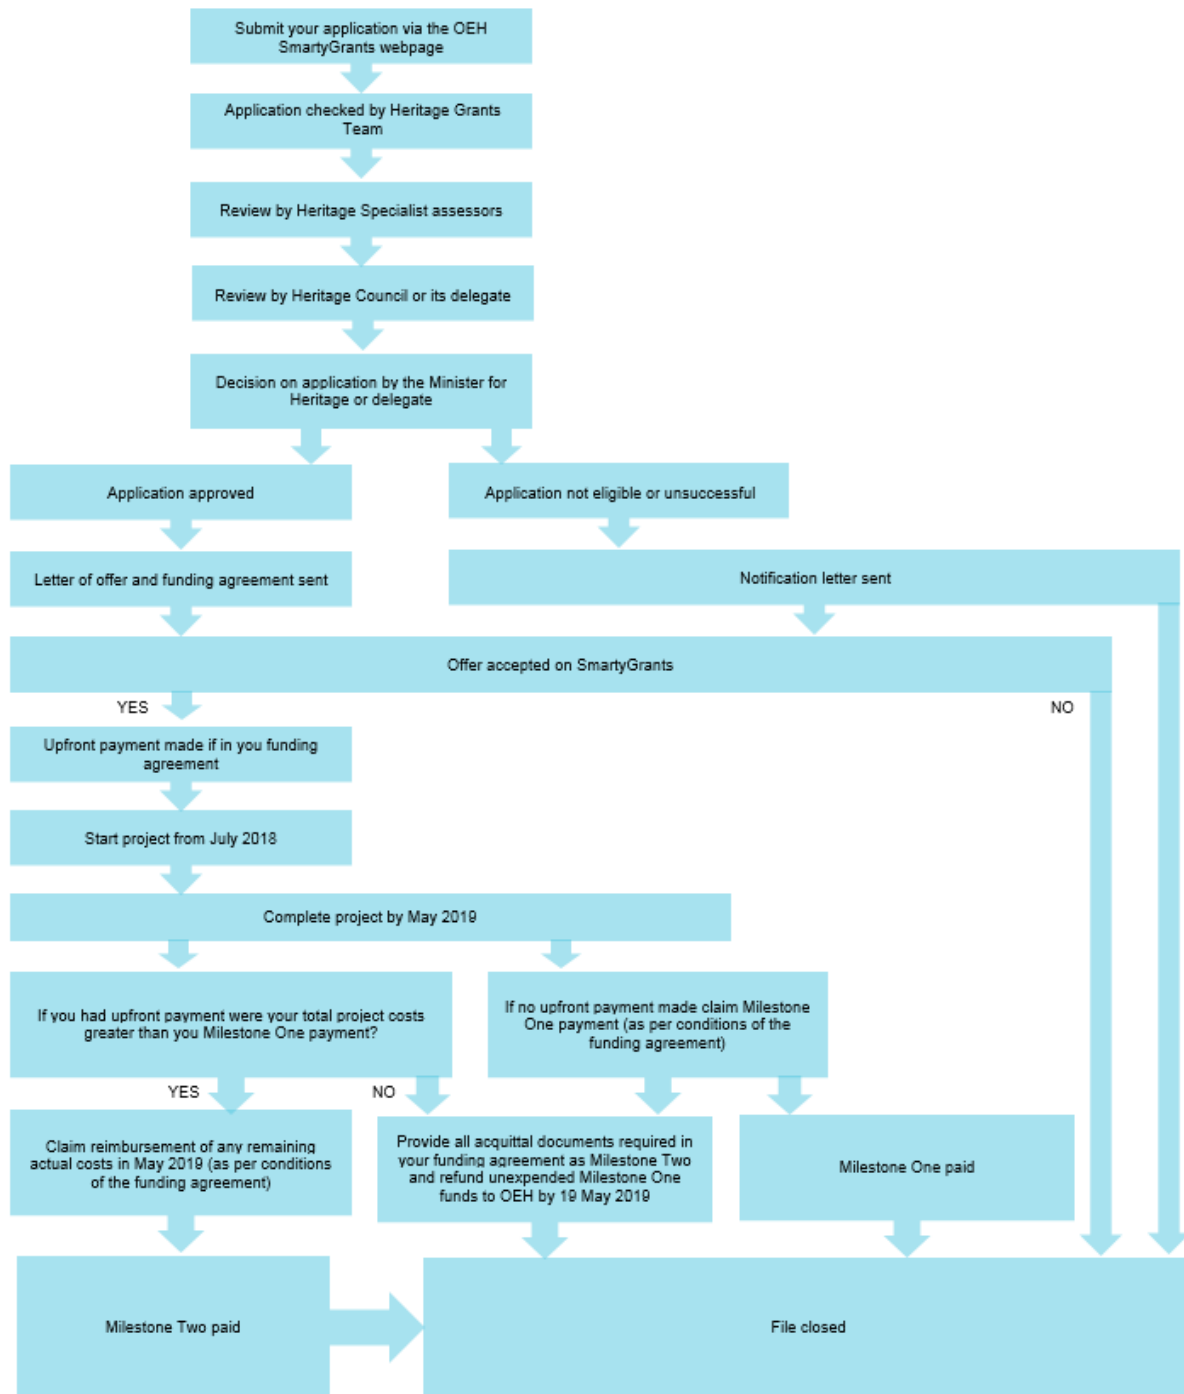 Submit your application via the OEH
SmartyGrants webpage
Application checked by Heritage Grants
Team
Review by Heritage Specialist assessors
Review by Heritage Council or its delegate
Decision on application by the Minister for
Heritage or delegate
Application approved
Application not eligible or unsuccessful
Letter of offer and funding agreement sent
Notification letter sent
Offer accepted on SmartyGrants
YES
NO
Upfront payment made if in you funding
agreement
Start project from July 2018
Complete project by May 2019
If you had upfront payment were your total project costs
greater than you Milestone One payment?
If no upfront payment made claim Milestone
One payment (as per conditions of the
funding agreement)
YES
NO
Claim reimbursement of any remaining
actual costs in May 2019 (as per conditions
of the funding agreement)
Provide all acquittal documents required in
your funding agreement as Milestone Two
and refund unexpended Milestone One
funds to OEH by 19 May 2019
Milestone One paid
Milestone Two paid
File closed